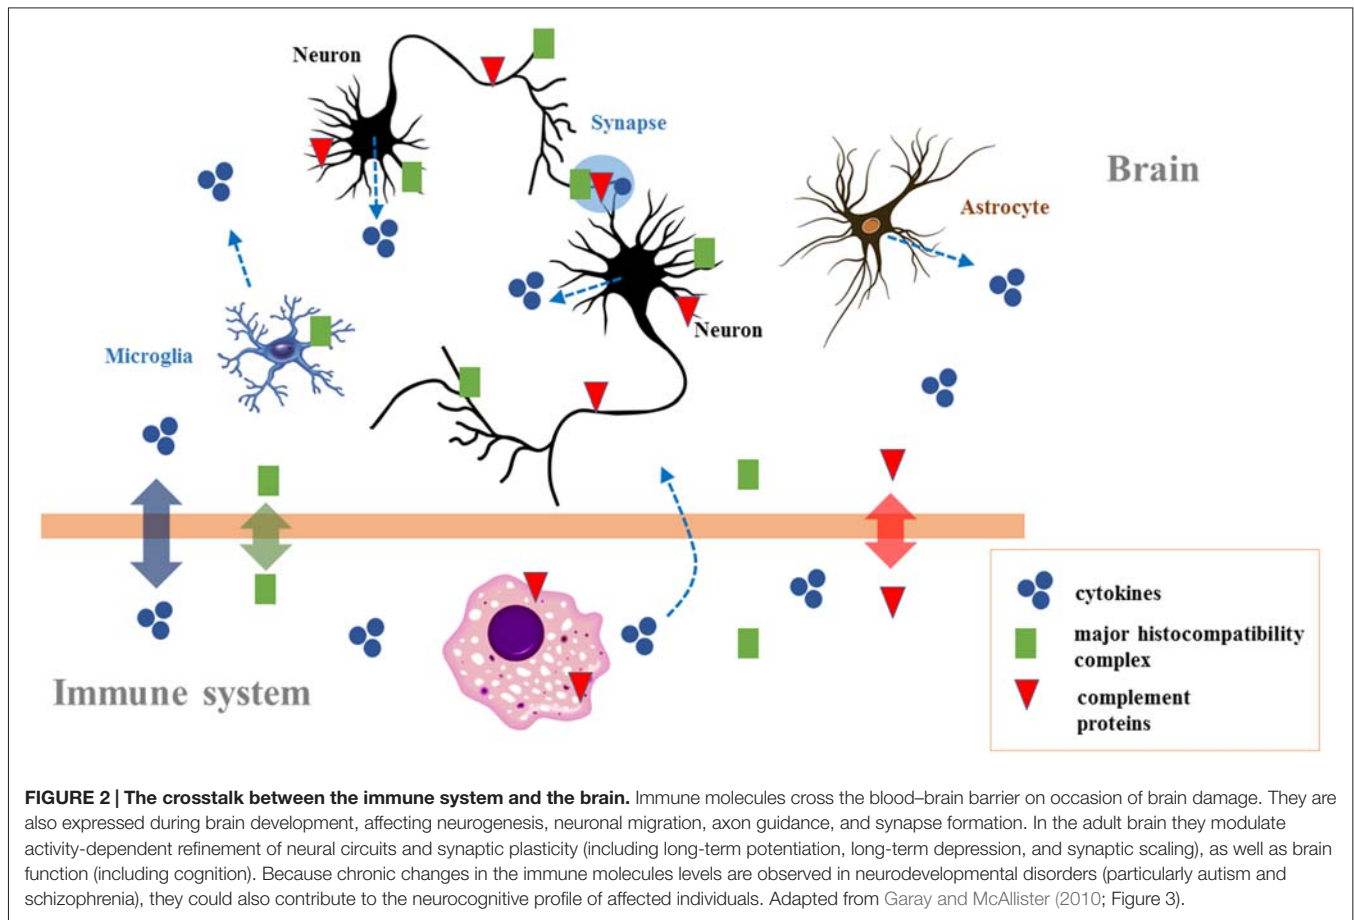 Neuron
Synapse
Brain
Astrocyte
Neuron
Microglia
cytokines
major histocompatibility
complex
Immune system
complement
proteins
FIGURE 2 | The crosstalk between the immune system and the brain. Immune molecules cross the blood–brain barrier on occasion of brain damage. They are
also expressed during brain development, affecting neurogenesis, neuronal migration, axon guidance, and synapse formation. In the adult brain they modulate
activity-dependent refinement of neural circuits and synaptic plasticity (including long-term potentiation, long-term depression, and synaptic scaling), as well as brain
function (including cognition). Because chronic changes in the immune molecules levels are observed in neurodevelopmental disorders (particularly autism and
schizophrenia), they could also contribute to the neurocognitive profile of affected individuals. Adapted from Garay and McAllister (2010; Figure 3).